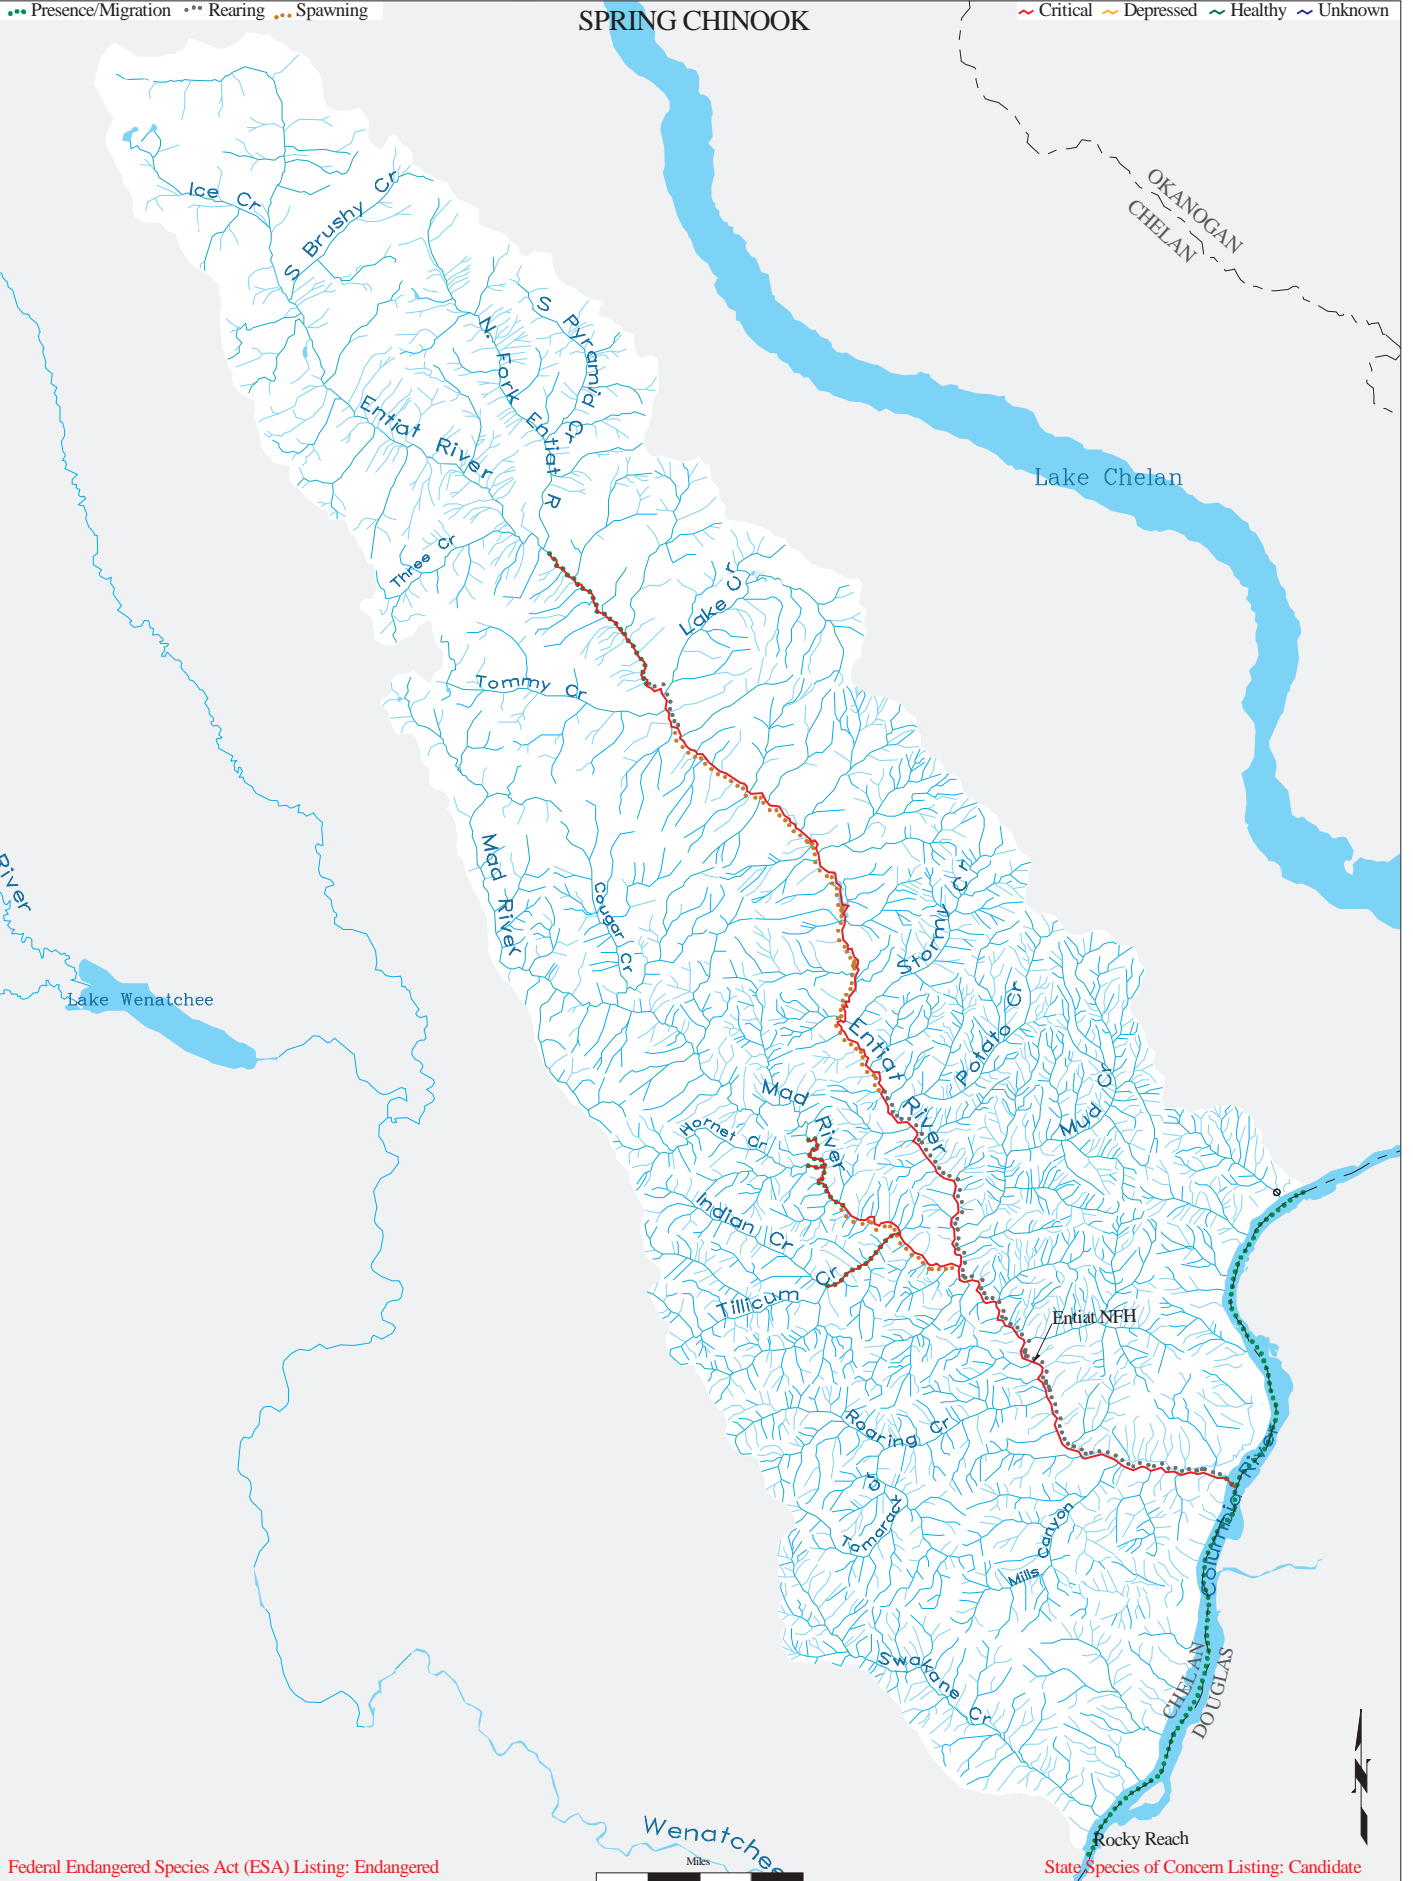 Presence/Migration Rearing Spawning
SPRING CHINOOK
Critical Depressed Healthy Unknown
OKANOGAN
CHELAN
Ice Cr
S Brushy Cr
S Pyramid Cr
N. Fork Entiat R
Entiat River
Lake Chelan
Three Cr
Lake Cr
Tommy Cr
Mad River
Cougar Cr
River
Stormy Cr
Lake Wenatchee
Potato Cr
Entiat River
Mud Cr
Mad River
Hornet Cr
Indian Cr
Tillicum Cr
Entiat NFH
Roaring Cr
Columbia River
Tamarack Cr
Mills Canyon
Swakane Cr
CHELAN
DOUGLAS
N
Wenatchee
Rocky Reach
Miles
Federal Endangered Species Act (ESA) Listing: Endangered
State Species of Concern Listing: Candidate